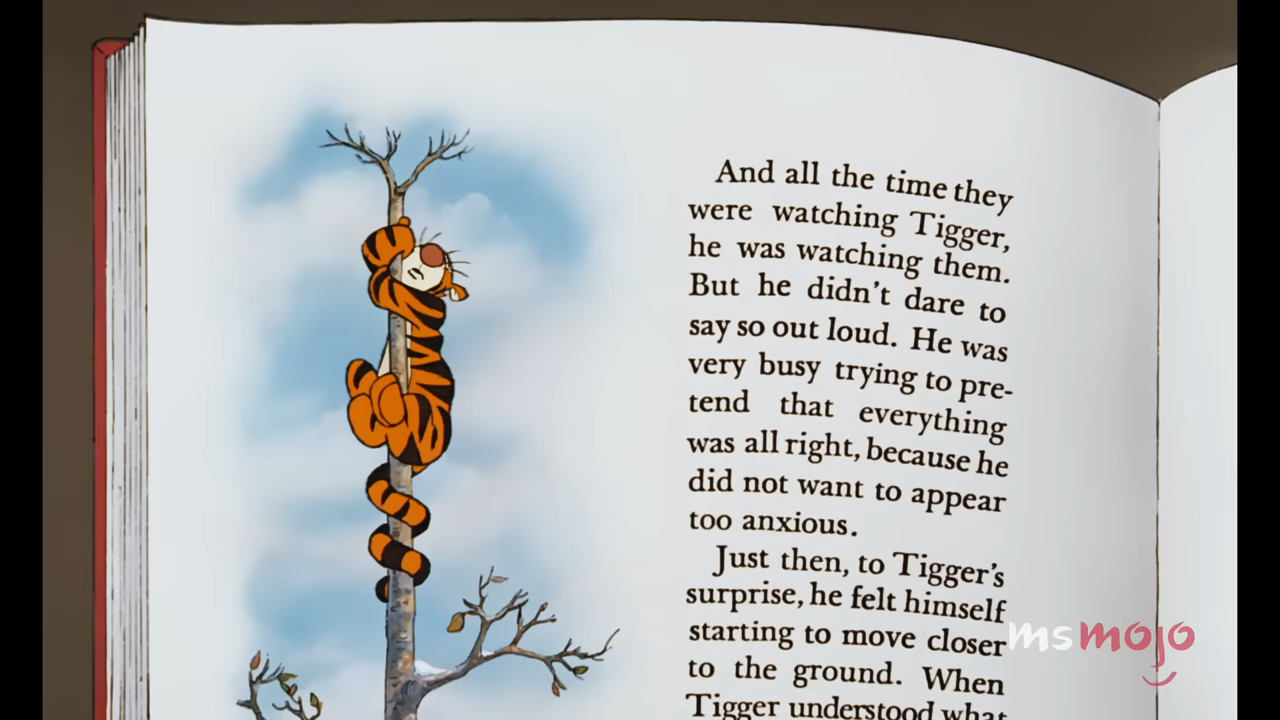 And all the time they
were watching Tigger,
he was watching them.
But he didn't dare to
say so out loud. He was
very busy trying to pre-
tend that everything
was all right, because he
did not want to appear
too anxious.
Just then, to Tigger's
surprise, he felt himself
starting to move closer
to the ground. When
Tigger understood what
msmojo